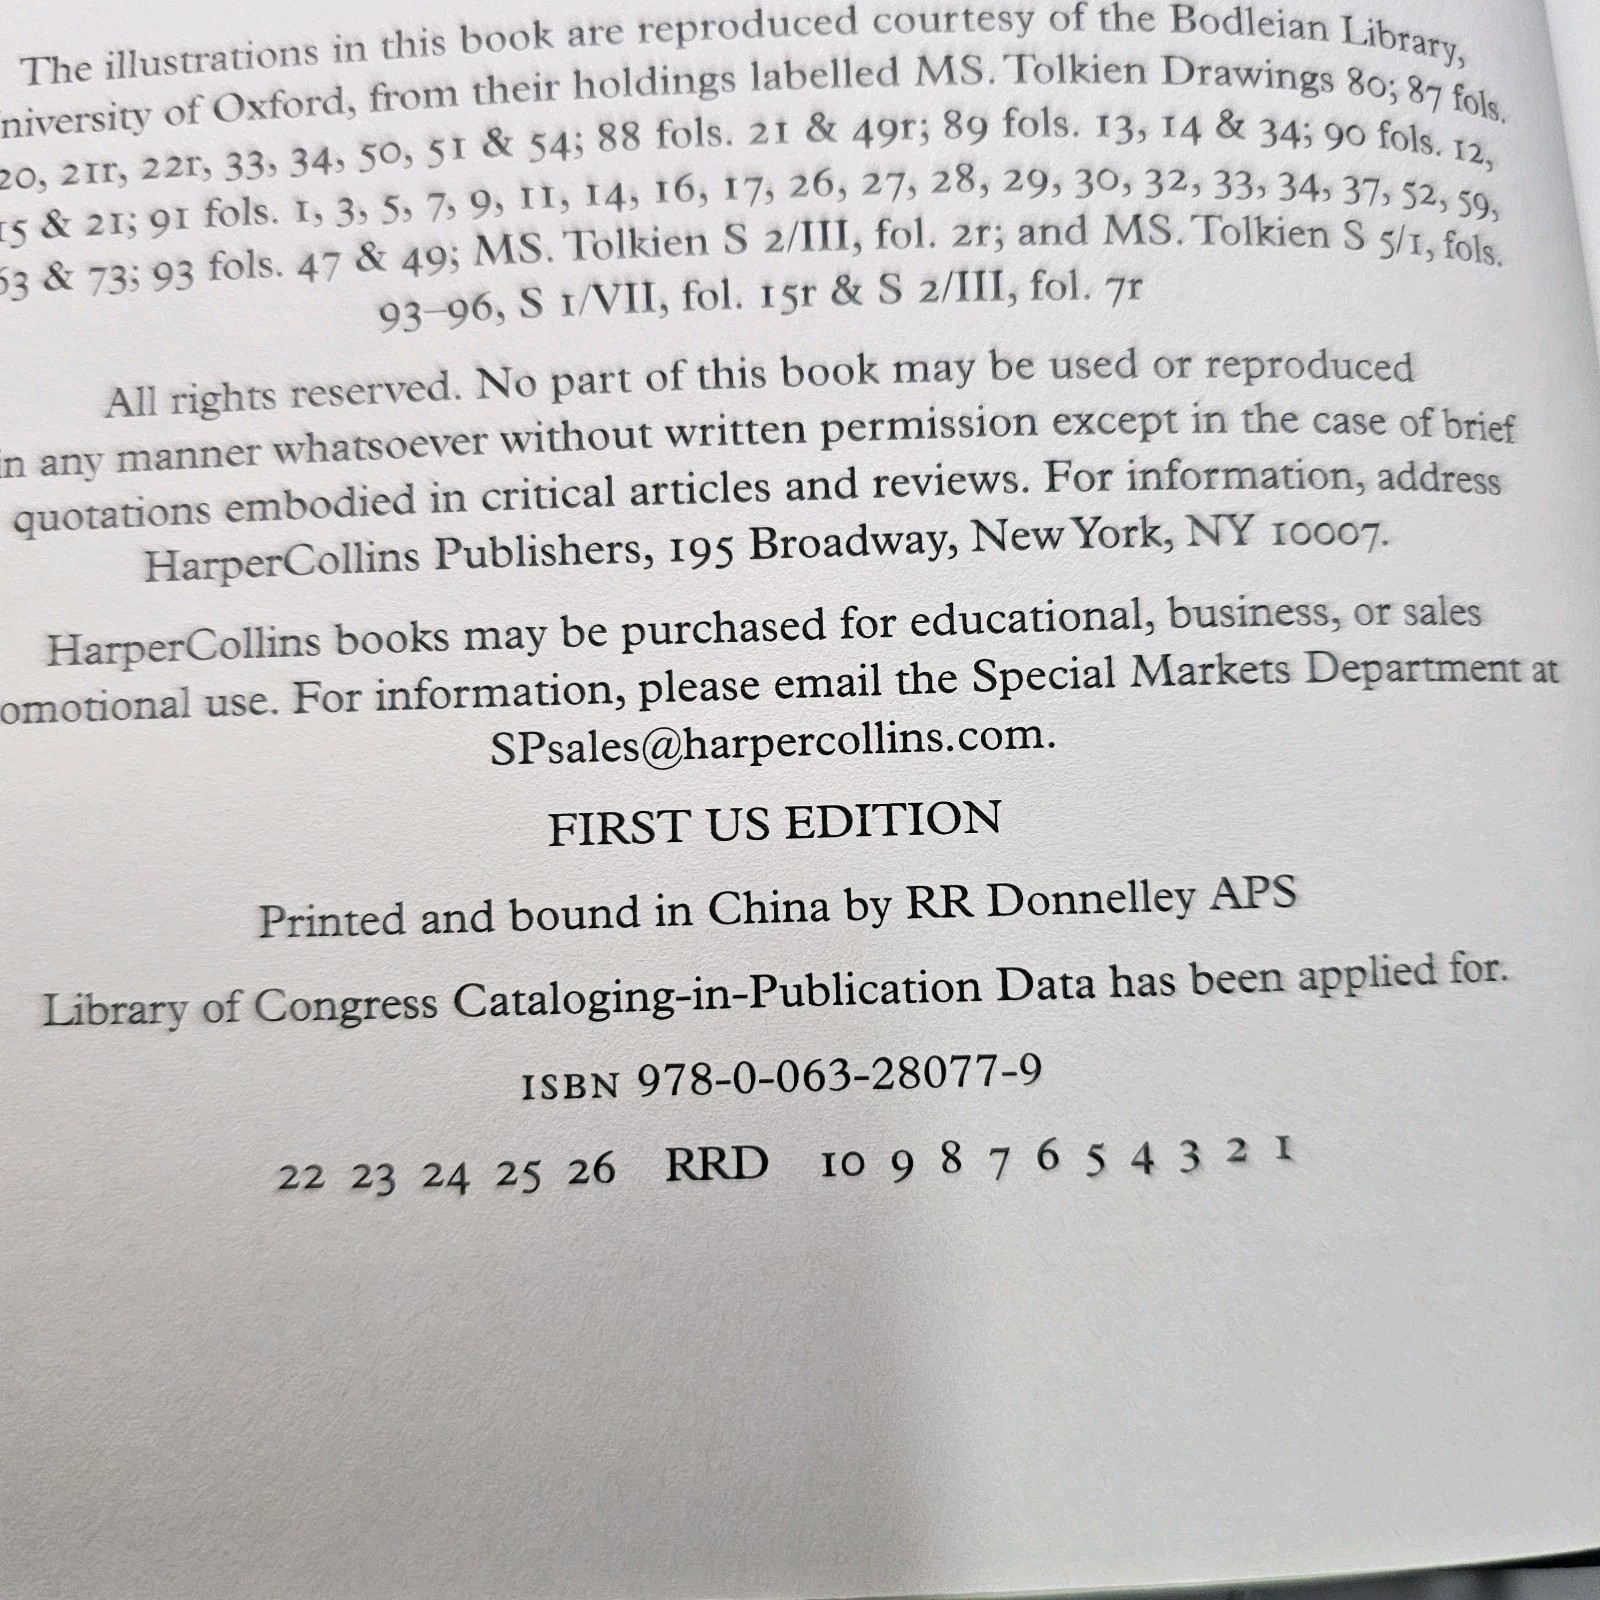 The illustrations in this book are reproduced courtesy of the Bodleian Library,
niversity of Oxford, from their holdings labelled MS. Tolkien Drawings 80; 87 fols.
20, 21r, 22r, 33, 34, 50, 51 & 54; 88 fols. 21 & 49r; 89 fols. 13, 14 & 34; 90 fols. 12,
15 & 21; 91 fols. 1, 3, 5, 7, 9, 11, 14, 16, 17, 26, 27, 28, 29, 30, 32, 33, 34, 37, 52, 59,
63 & 73; 93 fols. 47 & 49; MS. Tolkien S 2/III, fol. 2r; and MS. Tolkien S 5/1, fols.
93–96, S 1/VII, fol. 15r & S 2/III, fol. 7r
All rights reserved. No part of this book may be used or reproduced
in any manner whatsoever without written permission except in the case of brief
quotations embodied in critical articles and reviews. For information, address
HarperCollins Publishers, 195 Broadway, New York, NY 10007.
HarperCollins books may be purchased for educational, business, or sales
omotional use. For information, please email the Special Markets Department at
SPsales@harpercollins.com.
FIRST US EDITION
Printed and bound in China by RR Donnelley APS
Library of Congress Cataloging-in-Publication Data has been applied for.
ISBN 978-0-063-28077-9
22 23 24 25 26 RRD 10 9 8 7 6 5 4 3 2 1